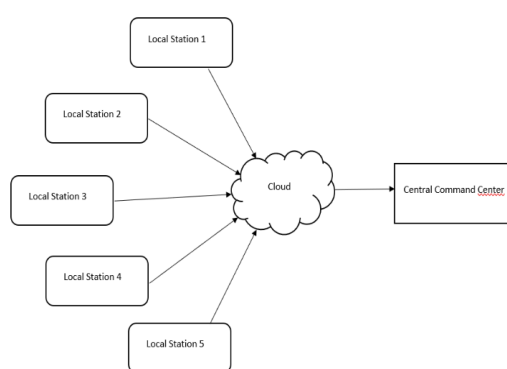 Local Station 1
Local Station 2
Local Station 3
Local Station 4
Local Station 5
Cloud
Central Command Center